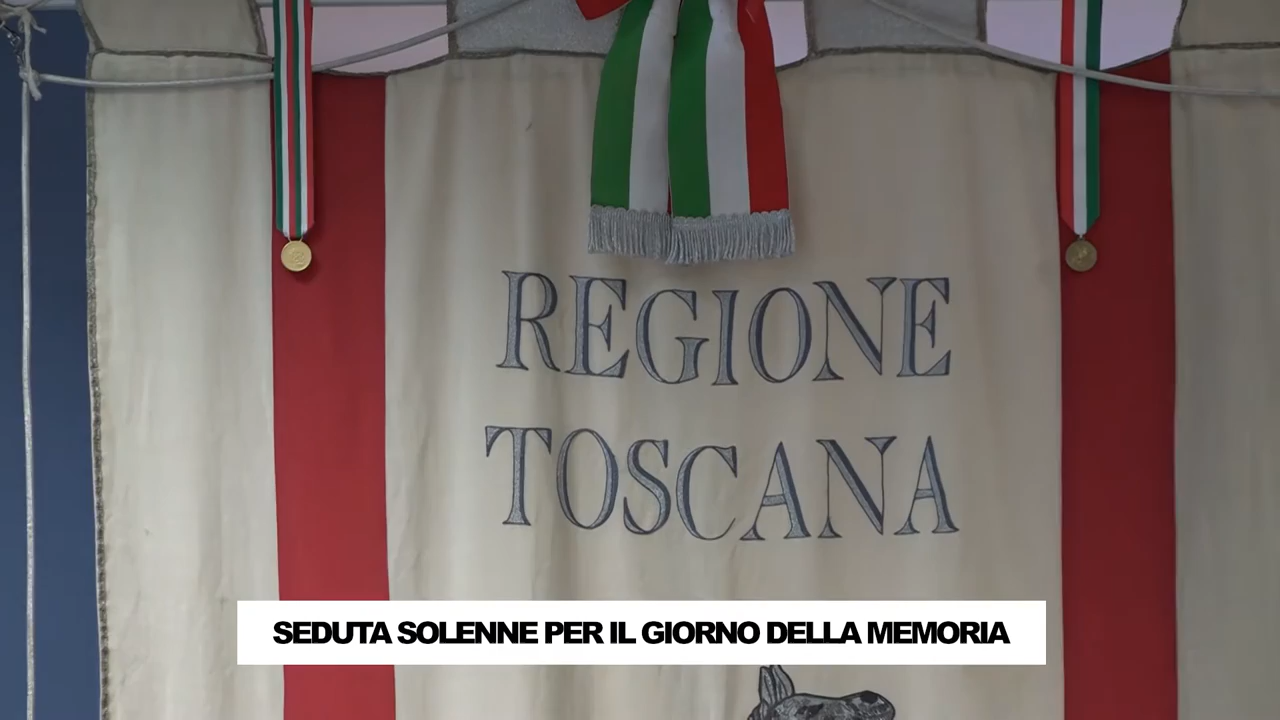 REGIONE
TOSCANA
SEDUTA SOLENNE PER IL GIORNO DELLA MEMORIA